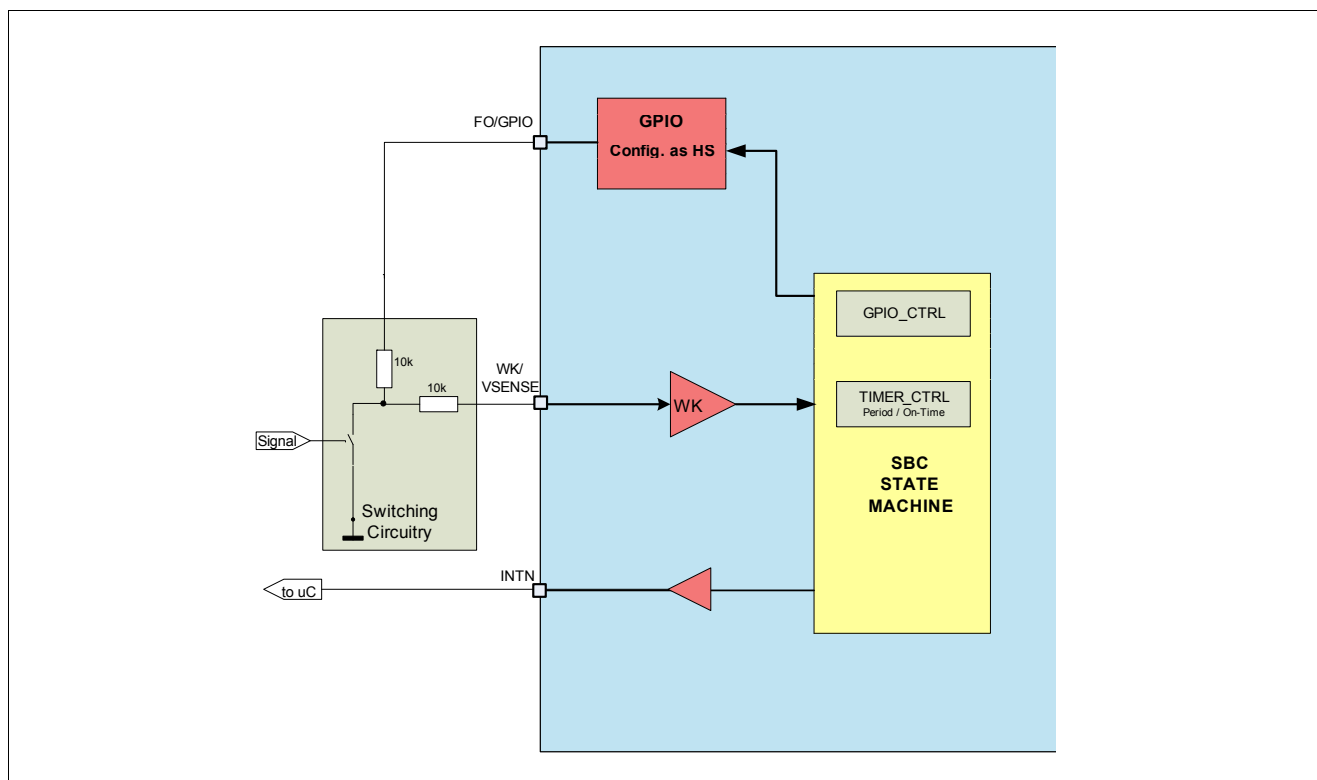 FO/GPIO
GPIO
Config. as HS
GPIO_CTRL
10k
10k
WK/
VSENSE
WK
TIMER_CTRL
Period / On-Time
Signal
SBC
STATE
MACHINE
Switching
Circuitry
INTN
to uC